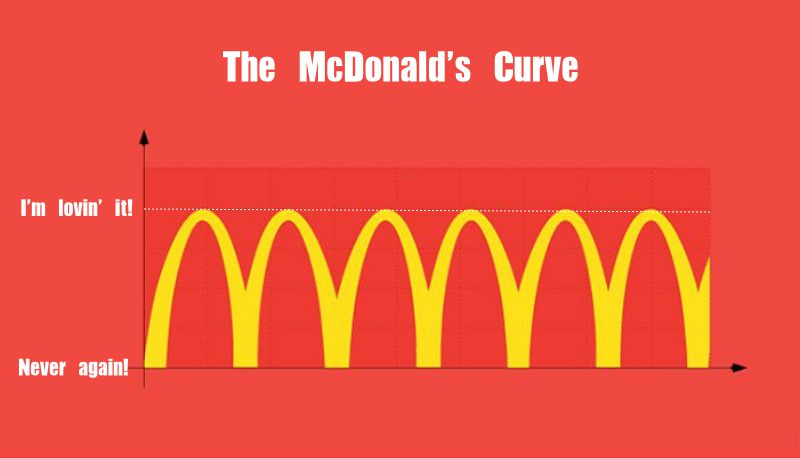 The McDonald's Curve
I'm lovin' it!
Never again!